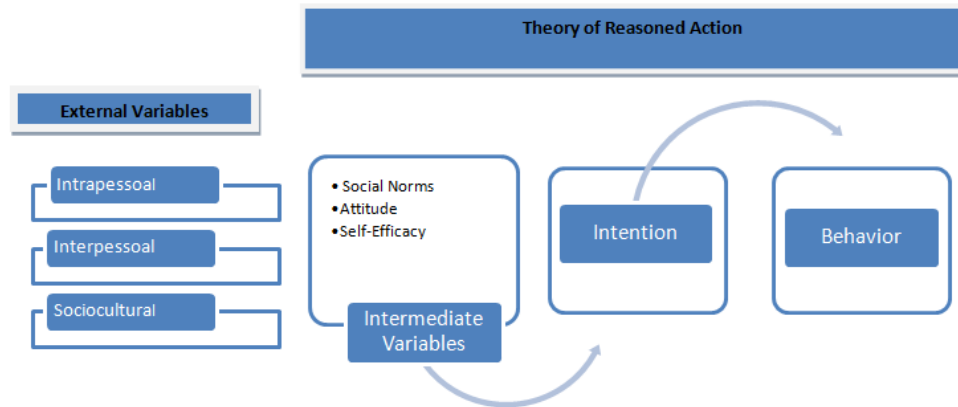 Theory of Reasoned Action
External Variables
Intrapessoal
Interpessoal
Sociocultural
• Social Norms
•Attitude
•Self-Efficacy
Intermediate
Variables
Intention
Behavior